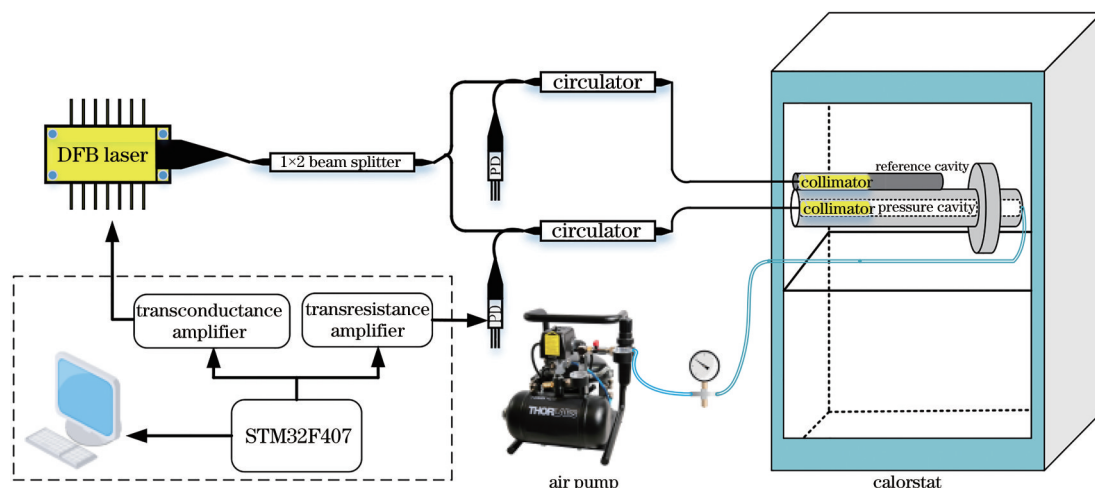 circulator
DFB laser
1×2 beam splitter
PD
reference cavity
collimator
collimator
pressure cavity
circulator
PD
transconductance
amplifier
transresistance
amplifier
THORLABS
STM32F407
air pump
calorstat